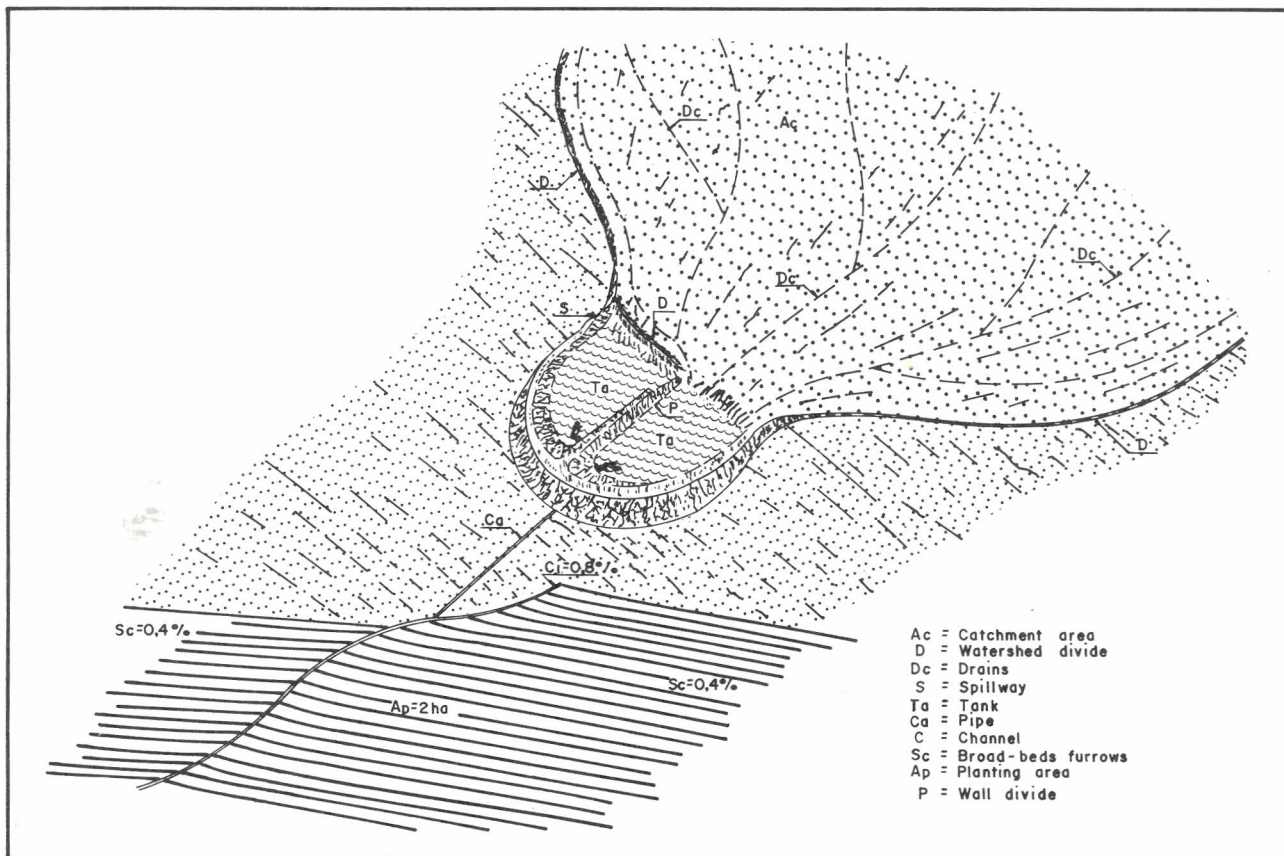 Dc
Ac
D
Dc
Dc
S
D
Ta
P
Ta
D
Ca
Ci=0,8%
Sc=0,4%
Sc=0,4%
Ap=2ha
Ac = Catchment area
D = Watershed divide
Dc = Drains
S = Spillway
Ta = Tank
Ca = Pipe
C = Channel
Sc = Broad-beds furrows
Ap = Planting area
P = Wall divide